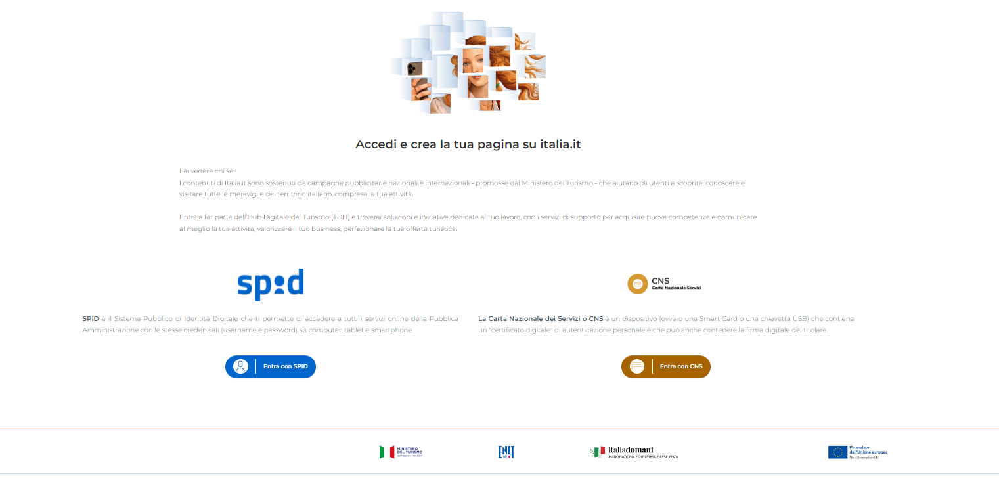 Accedi e crea la tua pagina su italia.it
Fai vedere chi sei!
I contenuti di Italia.it sono sostenuti da campagne pubblicitarie nazionali e internazionali - promosse dal Ministero del Turismo - che aiutano gli utenti a scoprire, conoscere e
visitare tutte le meraviglie del territorio italiano, compresa la tua attività.
Entra a far parte dell'Hub Digitale del Turismo (TDH) e troverai soluzioni e iniziative dedicate al tuo lavoro, con i servizi di supporto per acquisire nuove competenze e comunicare
al meglio la tua attività, valorizzare il tuo business, perfezionare la tua offerta turistica.
spid
SPID è il Sistema Pubblico di Identità Digitale che ti permette di accedere a tutti i servizi online della Pubblica
Amministrazione con le stesse credenziali (username e password) su computer, tablet e smartphone.
Entra con SPID
CNS
Carta Nazionale Servizi
La Carta Nazionale dei Servizi o CNS è un dispositivo (ovvero una Smart Card o una chiavetta USB) che contiene
un "certificato digitale" di autenticazione personale e che può anche contenere la firma digitale del titolare.
Entra con CNS
MINISTERO
DEL TURISMO
REPUBBLICA ITALIANA
ENIT
Italiadomani
PIANO NAZIONALE DI RIPRESA E RESILIENZA
Finanziato
dall'Unione europea
NextGenerationEU